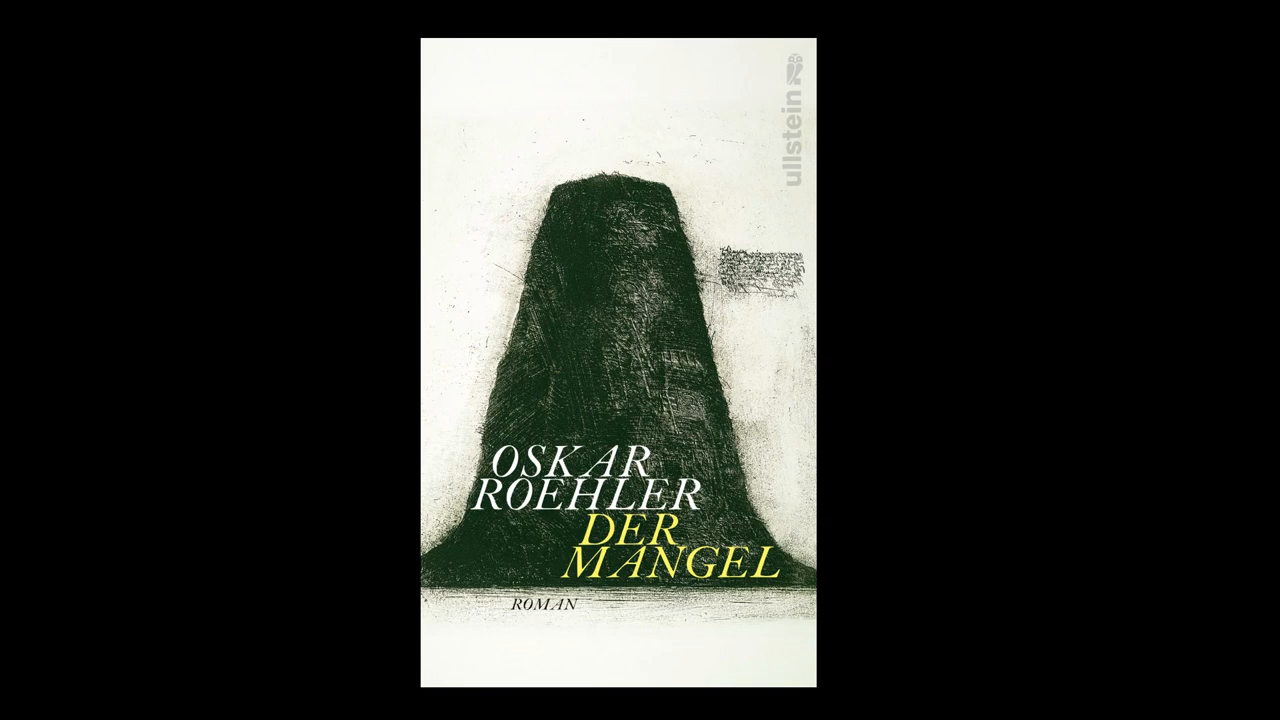 ullstein
OSKAR
ROEHLER
DER
MANGEL
ROMAN